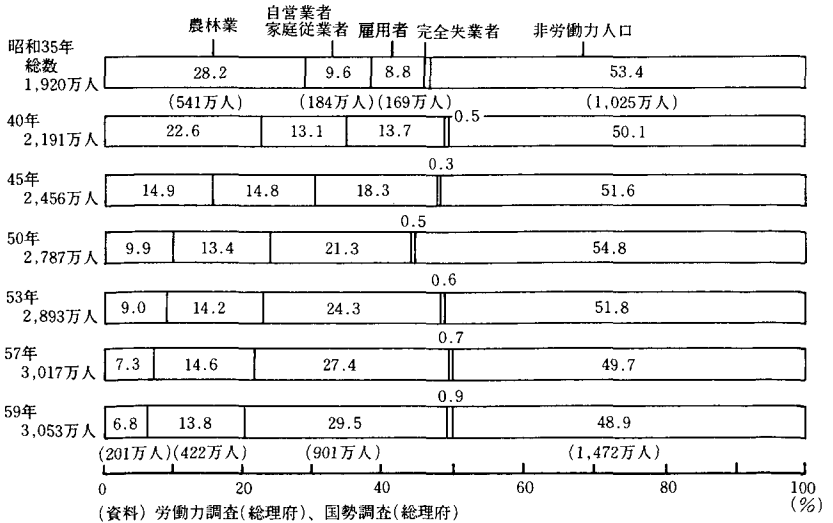 農林業
自営業者
家庭従業者
雇用者
完全失業者
非労働力人口
昭和35年
総数
1,920万人
28.2 9.6 8.8 53.4
(541万人) (184万人)(169万人) (1,025万人)
0.5
40年
2,191万人
22.6 13.1 13.7 50.1
0.3
45年
2,456万人
14.9 14.8 18.3 51.6
0.5
50年
2,787万人
9.9 13.4 21.3 54.8
0.6
53年
2,893万人
9.0 14.2 24.3 51.8
0.7
57年
3,017万人
7.3 14.6 27.4 49.7
0.9
59年
3,053万人
6.8 13.8 29.5 48.9
(201万人)(422万人) (901万人) (1,472万人)
0 20 40 60 80 100
(%)
(資料) 労働力調査(総理府)、国勢調査(総理府)